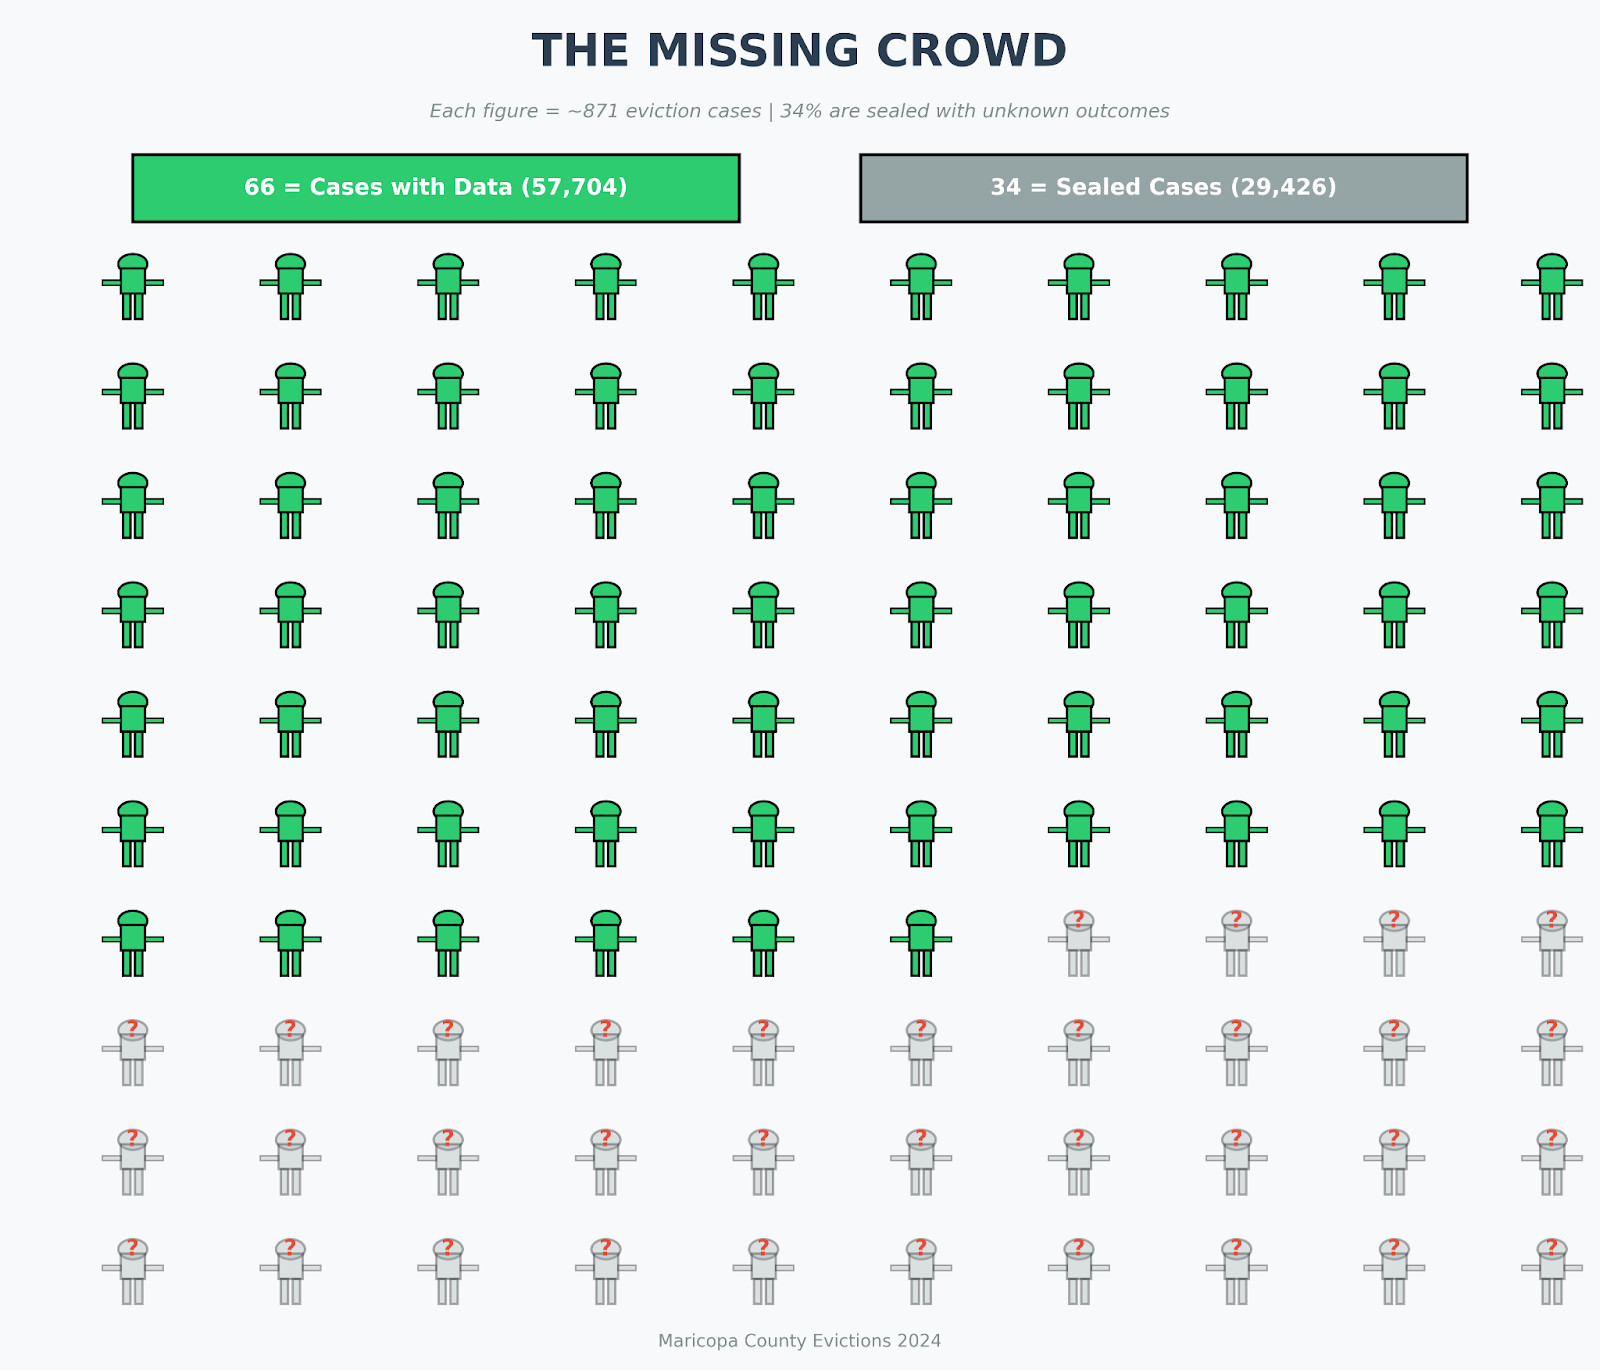 THE MISSING CROWD
Each figure = ~871 eviction cases | 34% are sealed with unknown outcomes
66 = Cases with Data (57,704)
34 = Sealed Cases (29,426)
? ? ? ?
? ? ? ? ? ? ? ? ? ?
? ? ? ? ? ? ? ? ? ?
? ? ? ? ? ? ? ? ? ?
Maricopa County Evictions 2024